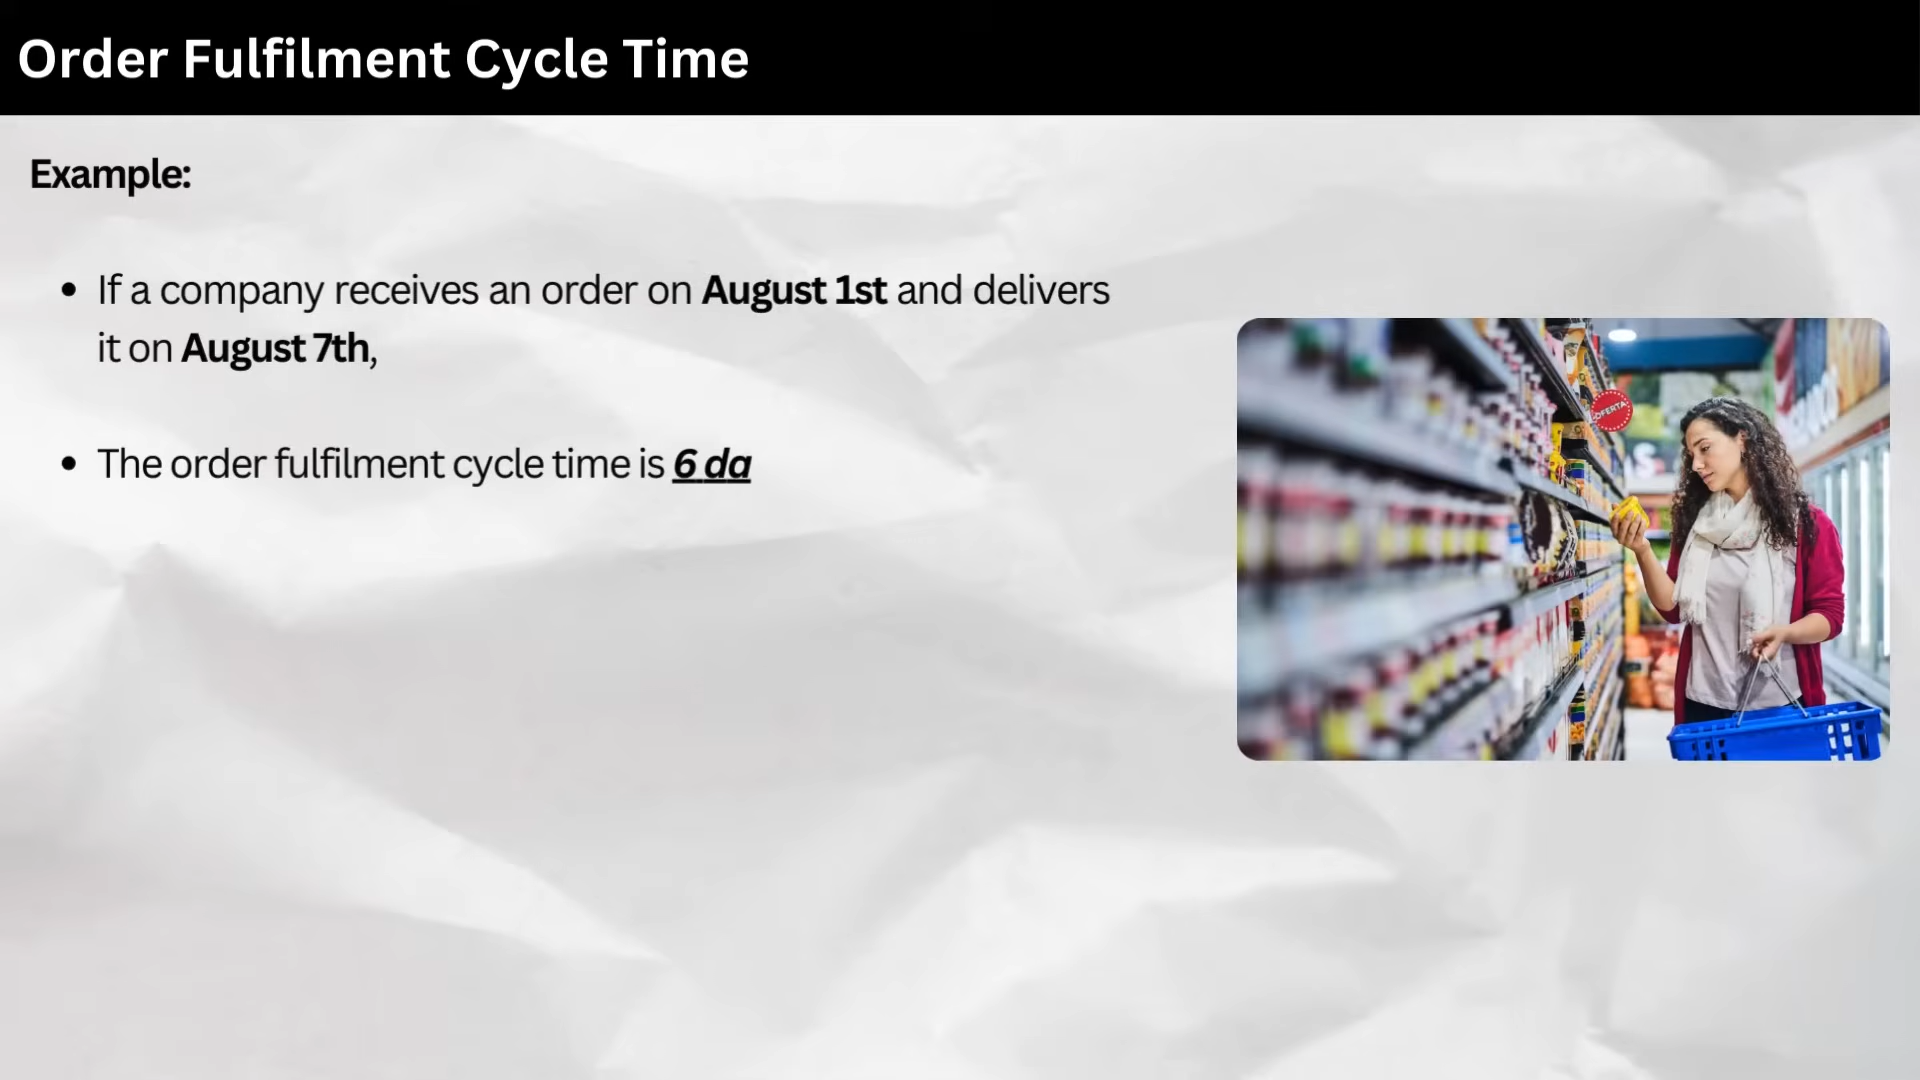 Order Fulfilment Cycle Time
Example:
• If a company receives an order on August 1st and delivers
it on August 7th,
• The order fulfilment cycle time is 6 da
OFERTA